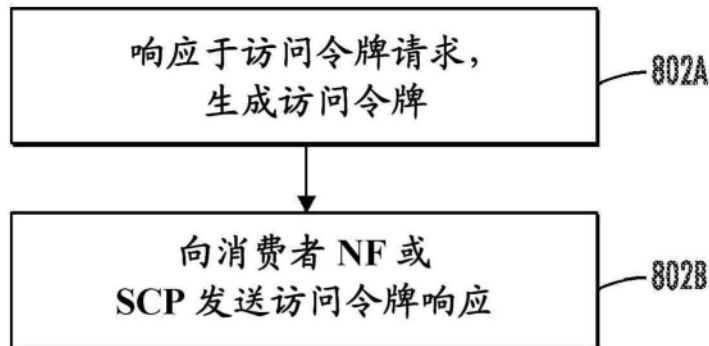 响应于访问令牌请求，
生成访问令牌
802A
向消费者 NF 或
SCP 发送访问令牌响应
802B